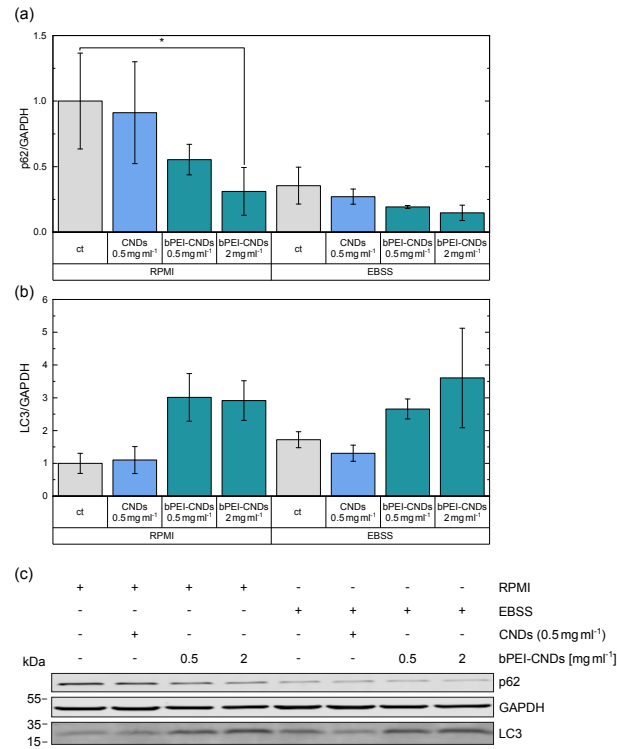 (a)
*
1.5
1.0
0.5
0.0
p62/GAPDH
ct CNDs bPEI-CNDs bPEI-CNDs ct CNDs bPEI-CNDs bPEI-CNDs
0.5 mg ml⁻¹ 0.5 mg ml⁻¹ 2 mg ml⁻¹ 0.5 mg ml⁻¹ 0.5 mg ml⁻¹ 2 mg ml⁻¹
RPMI EBSS
(b)
6
5
4
3
2
1
0
LC3/GAPDH
ct CNDs bPEI-CNDs bPEI-CNDs ct CNDs bPEI-CNDs bPEI-CNDs
0.5 mg ml⁻¹ 0.5 mg ml⁻¹ 2 mg ml⁻¹ 0.5 mg ml⁻¹ 0.5 mg ml⁻¹ 2 mg ml⁻¹
RPMI EBSS
(c)
+ + + + - - - - RPMI
- - - - + + + + EBSS
- + - - - + - - CNDs (0.5 mg ml⁻¹)
kDa - - 0.5 2 - - 0.5 2 bPEI-CNDs [mg ml⁻¹]
p62
55-
GAPDH
35-
LC3
15-